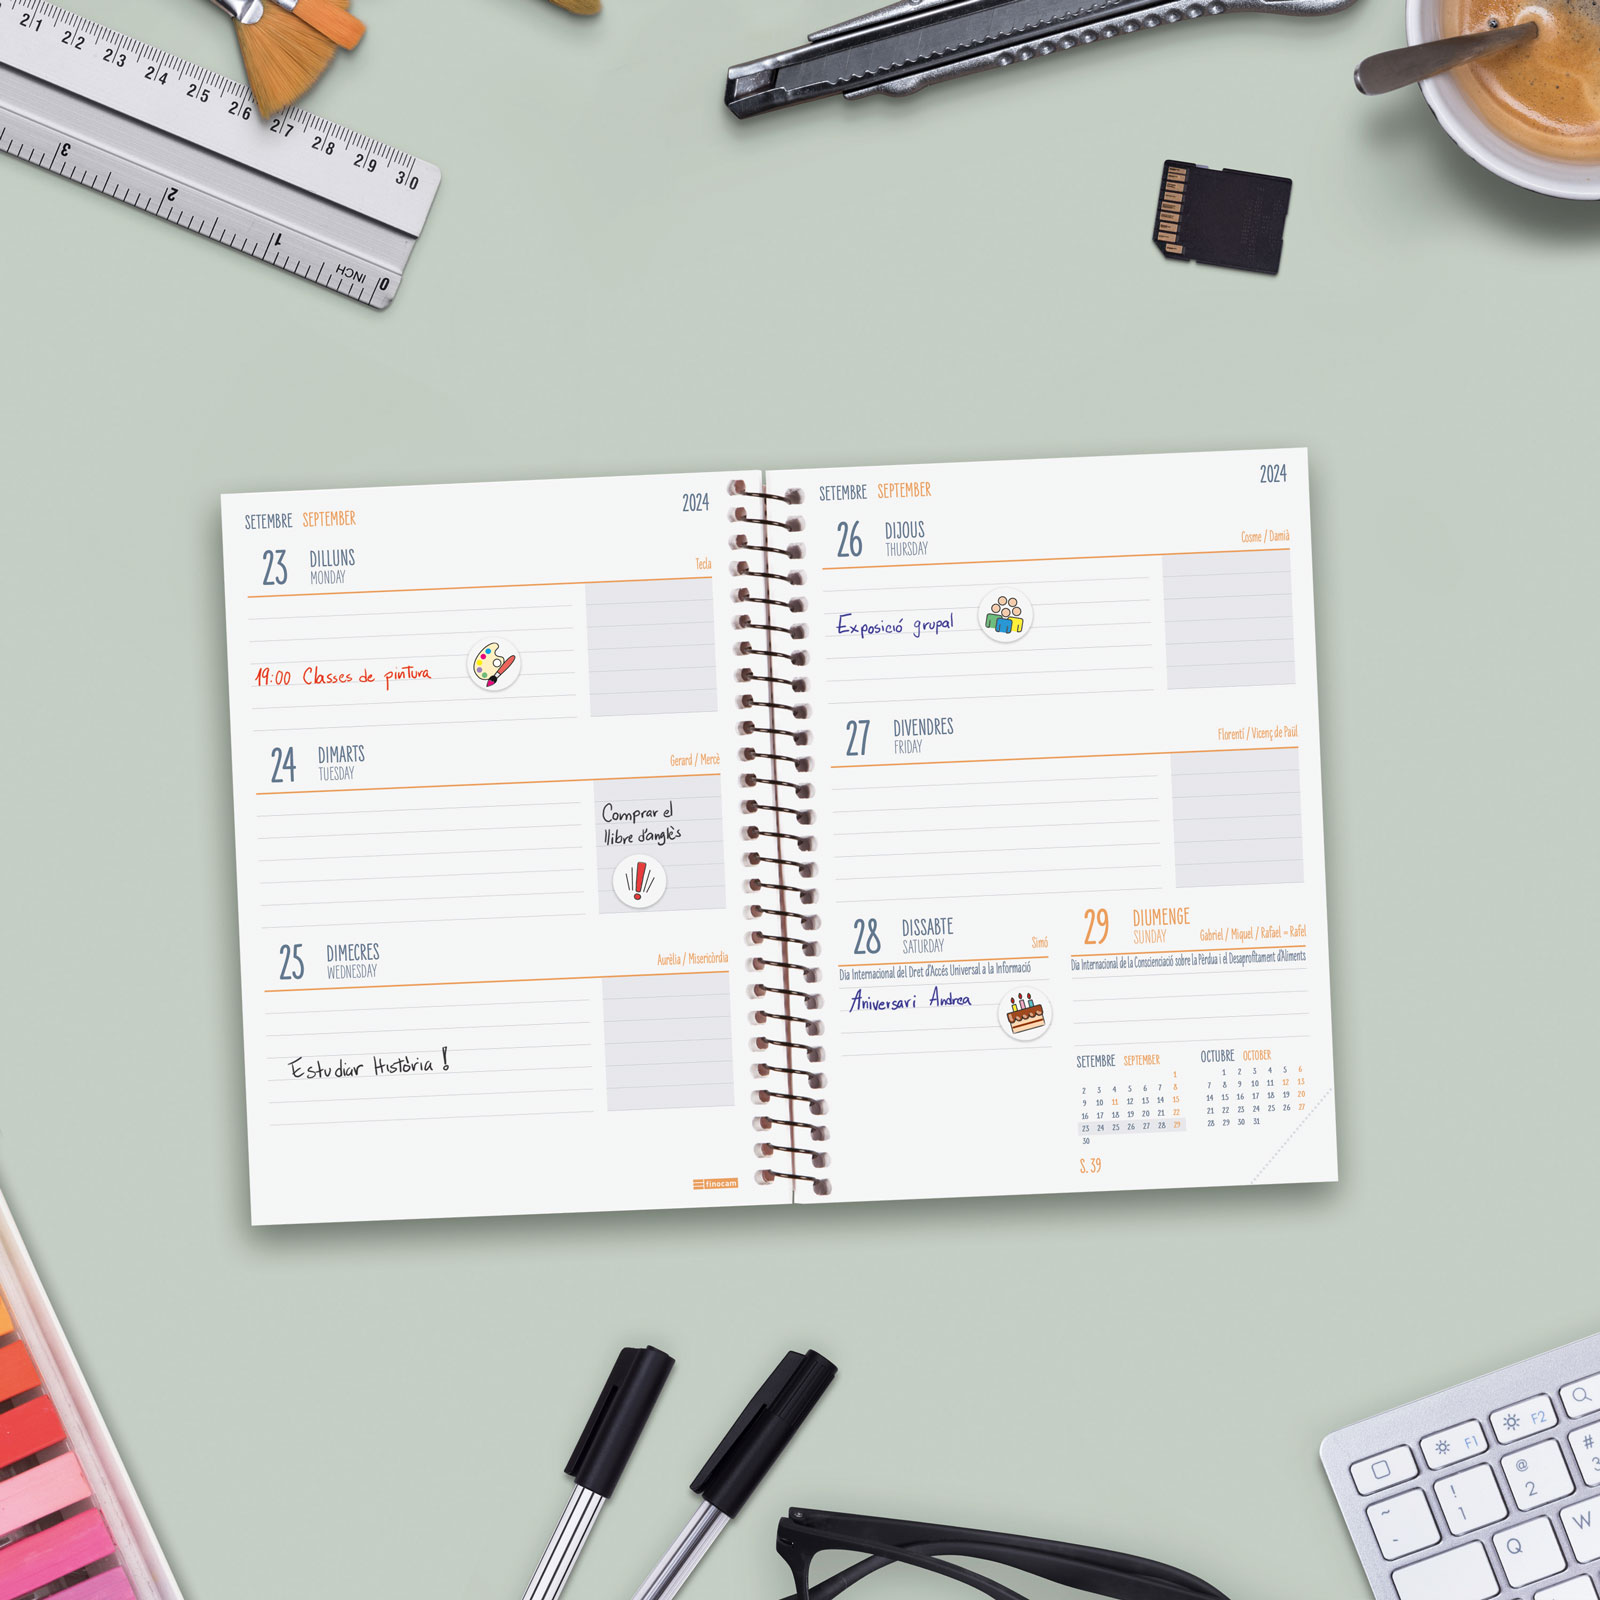 21 22 23 24 25 26 27 28 29 30
3 2 1 0
INCH
SETEMBRE SEPTEMBER 2024
23 DILLUNS
MONDAY
Tecla
19:00 Classes de pintura
24 DIMARTS
TUESDAY
Gerard / Mercè
Comprar el
llibre d'anglès
25 DIMECRES
WEDNESDAY
Aurèlia / Misericòrdia
Estudiar Història!
finocam
SETEMBRE SEPTEMBER 2024
26 DIJOUS
THURSDAY
Cosme / Damià
Exposició grupal
27 DIVENDRES
FRIDAY
Florentí / Vicenç de Paül
28 DISSABTE
SATURDAY
Simó
Dia Internacional del Dret d'Accés Universal a la Informació
Aniversari Andrea
29 DIUMENGE
SUNDAY
Gabriel / Miquel / Rafael – Rafel
Dia Internacional de la Conscienciació sobre la Pèrdua i el Desaprofitament d'Aliments
SETEMBRE SEPTEMBER
1
2 3 4 5 6 7 8
9 10 11 12 13 14 15
16 17 18 19 20 21 22
23 24 25 26 27 28 29
30
OCTUBRE OCTOBER
1 2 3 4 5 6
7 8 9 10 11 12 13
14 15 16 17 18 19 20
21 22 23 24 25 26 27
28 29 30 31
S. 39
F1 F2
~ ! 1 @ 2 # 3
Q W